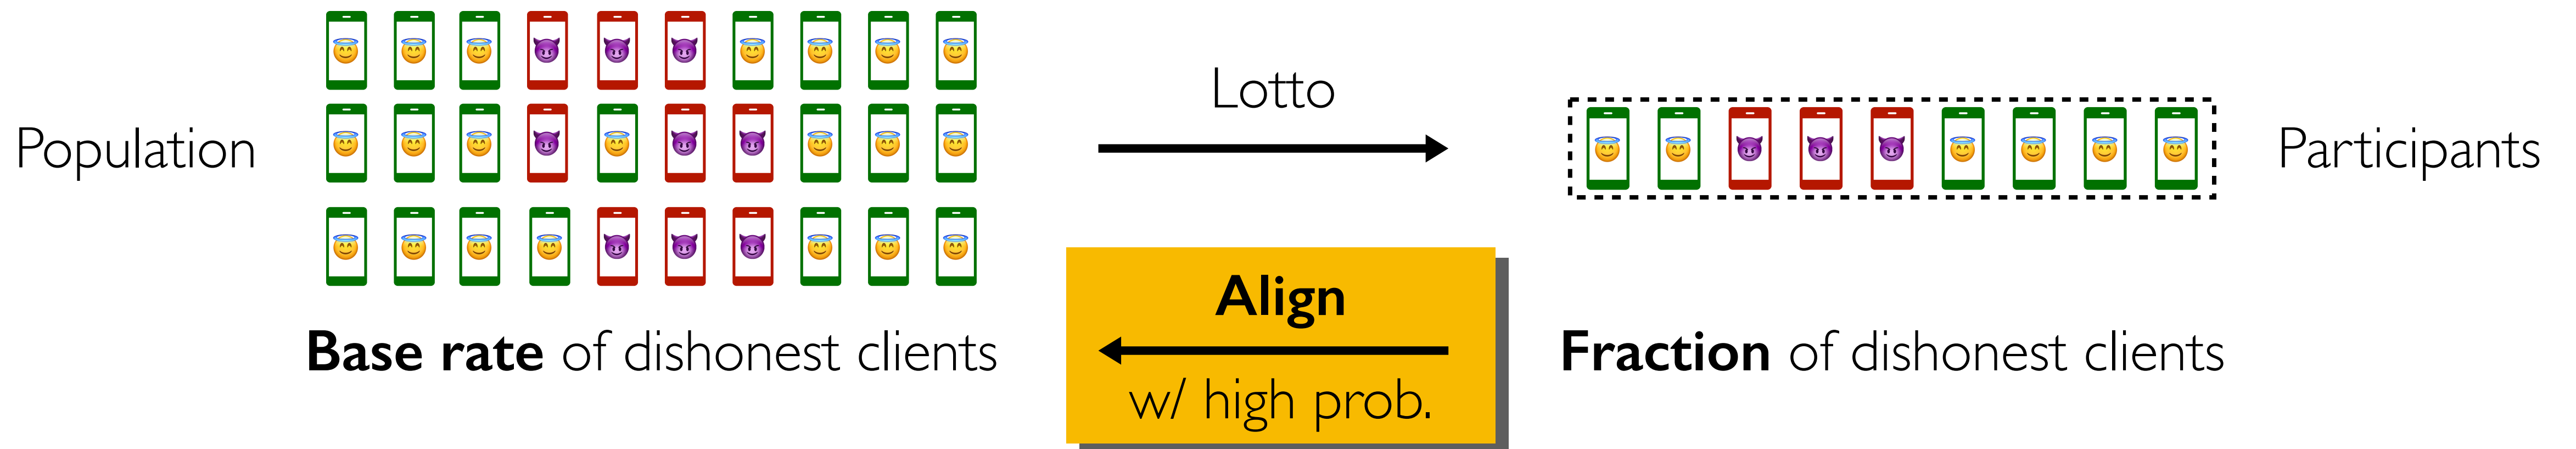 Population
Lotto
Participants
Base rate of dishonest clients
Align
w/ high prob.
Fraction of dishonest clients